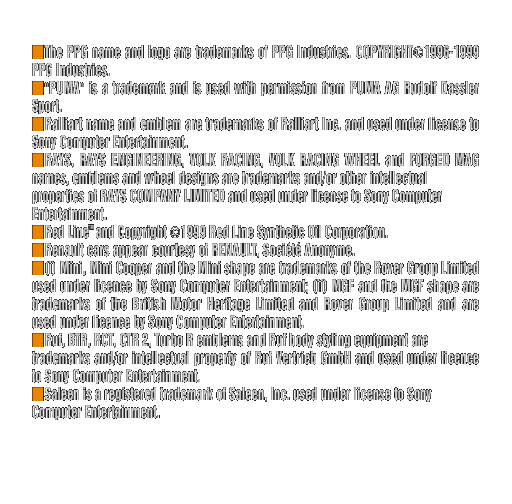 The PPG name and logo are trademarks of PPG Industries. COPYRIGHT©1996-1999
PPG Industries.
"PUMA" is a trademark and is used with permission from PUMA AG Rudolf Dassler
Sport.
Ralliart name and emblem are trademarks of Ralliart Inc. and used under license to
Sony Computer Entertainment.
RAYS, RAYS ENGINEERING, VOLK RACING, VOLK RACING WHEEL and FORGED MAG
names, emblems and wheel designs are trademarks and/or other intellectual
properties of RAYS COMPANY LIMITED and used under license to Sony Computer
Entertainment.
Red Line and Copyright ©1999 Red Line Synthetic Oil Corporation.
Renault cars appear courtesy of RENAULT, Société Anonyme.
(i) Mini, Mini Cooper and the Mini shape are trademarks of the Rover Group Limited
used under licence by Sony Computer Entertainment; (ii) MGF and the MGF shape are
trademarks of the British Motor Heritage Limited and Rover Group Limited and are
used under licence by Sony Computer Entertainment.
Ruf, BTR, RCT, CTR 2, Turbo R emblems and Ruf body styling equipment are
trademarks and/or intellectual property of Ruf Vertrieb GmbH and used under licence
to Sony Computer Entertainment.
Saleen is a registered trademark of Saleen, Inc. used under license to Sony
Computer Entertainment.